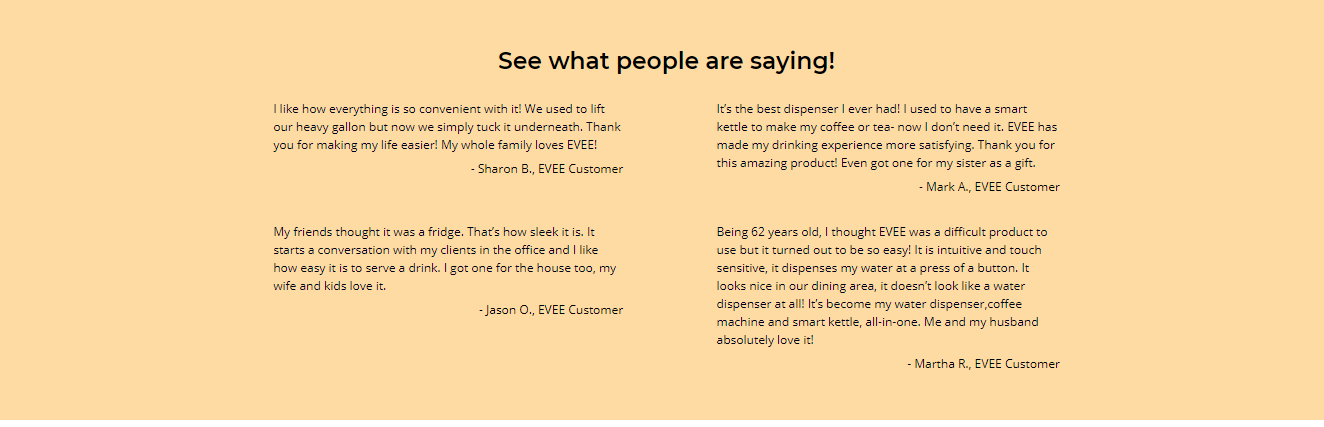 See what people are saying!
I like how everything is so convenient with it! We used to lift
our heavy gallon but now we simply tuck it underneath. Thank
you for making my life easier! My whole family loves EVEE!
- Sharon B., EVEE Customer
It’s the best dispenser I ever had! I used to have a smart
kettle to make my coffee or tea- now I don’t need it. EVEE has
made my drinking experience more satisfying. Thank you for
this amazing product! Even got one for my sister as a gift.
- Mark A., EVEE Customer
My friends thought it was a fridge. That’s how sleek it is. It
starts a conversation with my clients in the office and I like
how easy it is to serve a drink. I got one for the house too, my
wife and kids love it.
- Jason O., EVEE Customer
Being 62 years old, I thought EVEE was a difficult product to
use but it turned out to be so easy! It is intuitive and touch
sensitive, it dispenses my water at a press of a button. It
looks nice in our dining area, it doesn’t look like a water
dispenser at all! It’s become my water dispenser,coffee
machine and smart kettle, all-in-one. Me and my husband
absolutely love it!
- Martha R., EVEE Customer